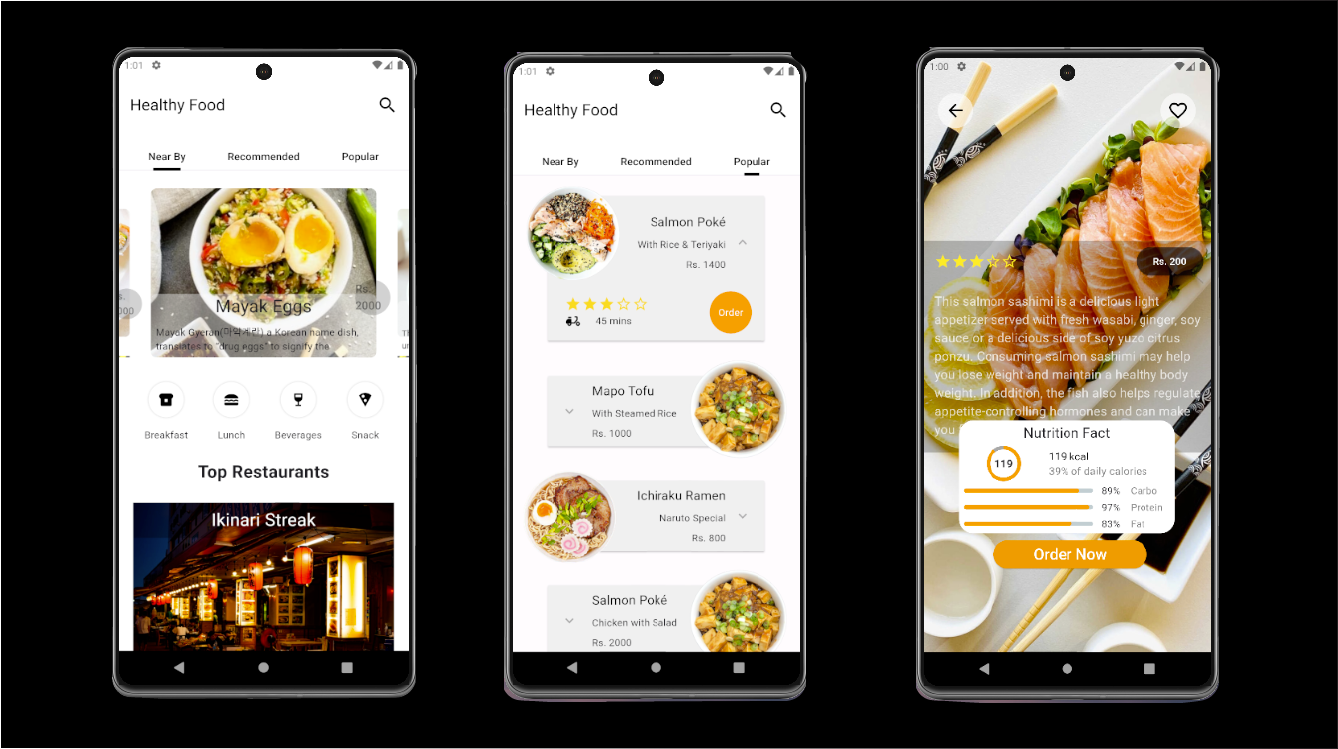 1:01
Healthy Food
Near By Recommended Popular
Rs.
2000
000
Mayak Eggs
Mayak Gyeran(마약계란) a Korean name dish,
translates to "drug eggs" to signify the
Breakfast Lunch Beverages Snack
Top Restaurants
Ikinari Streak
1:01
Healthy Food
Near By Recommended Popular
Salmon Poké
With Rice & Teriyaki
Rs. 1400
45 mins
Order
Mapo Tofu
With Steamed Rice
Rs. 1000
Ichiraku Ramen
Naruto Special
Rs. 800
Salmon Poké
Chicken with Salad
Rs. 2000
1:00
Rs. 200
This salmon sashimi is a delicious light
appetizer served with fresh wasabi, ginger, soy
sauce or a delicious side of soy yuzo citrus
ponzu. Consuming salmon sashimi may help
you lose weight and maintain a healthy body
weight. In addition, the fish also helps regulate
appetite-controlling hormones and can make
you
Nutrition Fact
119
119 kcal
39% of daily calories
89% Carbo
97% Protein
83% Fat
Order Now